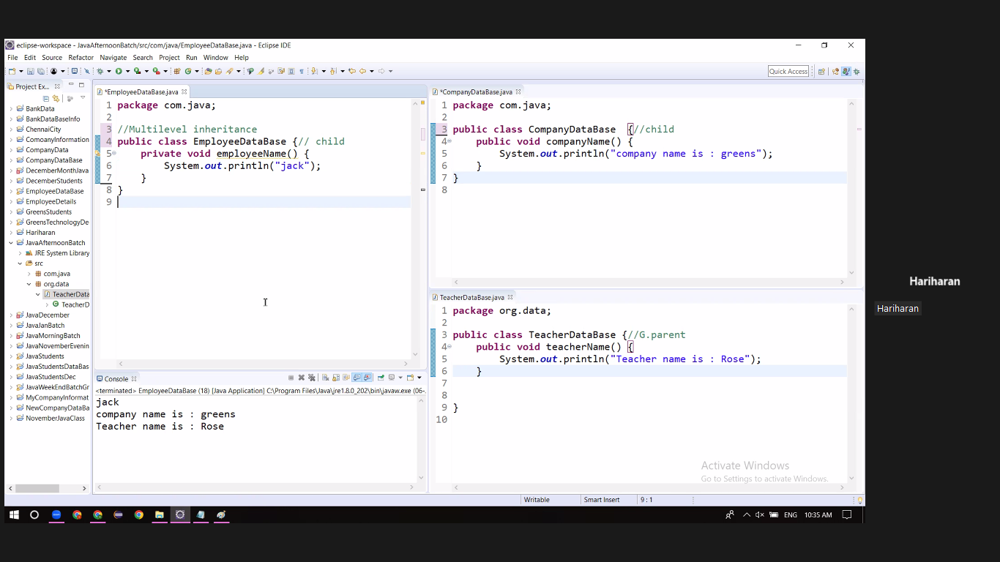 eclipse-workspace - JavaAfternoonBatch/src/com/java/EmployeeDataBase.java - Eclipse IDE
File Edit Source Refactor Navigate Search Project Run Window Help
Quick Access
Project Ex...
BankData
BankDataBaseInfo
ChennaiCity
ComoanyInformation
CompanyData
CompanyDataBase
DecemberMonthJava
DecemberStudents
EmployeeDataBase
EmployeeDetails
GreensStudents
GreensTechnologyDe
Hariharan
JavaAfternoonBatch
JRE System Library
src
com.java
org.data
TeacherData
TeacherD
JavaDecember
JavaJanBatch
JavaMorningBatch
JavaNovemberEvenin
JavaStudents
JavaStudentsDataBas
JavaStudentsDec
JavaWeekEndBatchGr
MyCompanyInformat
NewCompanyDataBa
NovemberJavaClass
*EmployeeDataBase.java
1 package com.java;
2
3 //Multilevel inheritance
4 public class EmployeeDataBase {// child
5 private void employeeName() {
6 System.out.println("jack");
7 }
8 }
9
Console
<terminated> EmployeeDataBase (18) [Java Application] C:\Program Files\Java\jre1.8.0_202\bin\javaw.exe (06-
jack
company name is : greens
Teacher name is : Rose
*CompanyDataBase.java
1 package com.java;
2
3 public class CompanyDataBase {//child
4 public void companyName() {
5 System.out.println("company name is : greens");
6 }
7 }
8
TeacherDataBase.java
1 package org.data;
2
3 public class TeacherDataBase {//G.parent
4 public void teacherName() {
5 System.out.println("Teacher name is : Rose");
6 }
7
8
9 }
10
Activate Windows
Go to Settings to activate Windows.
Writable Smart Insert 9 : 1
ENG 10:35 AM
Hariharan
Hariharan